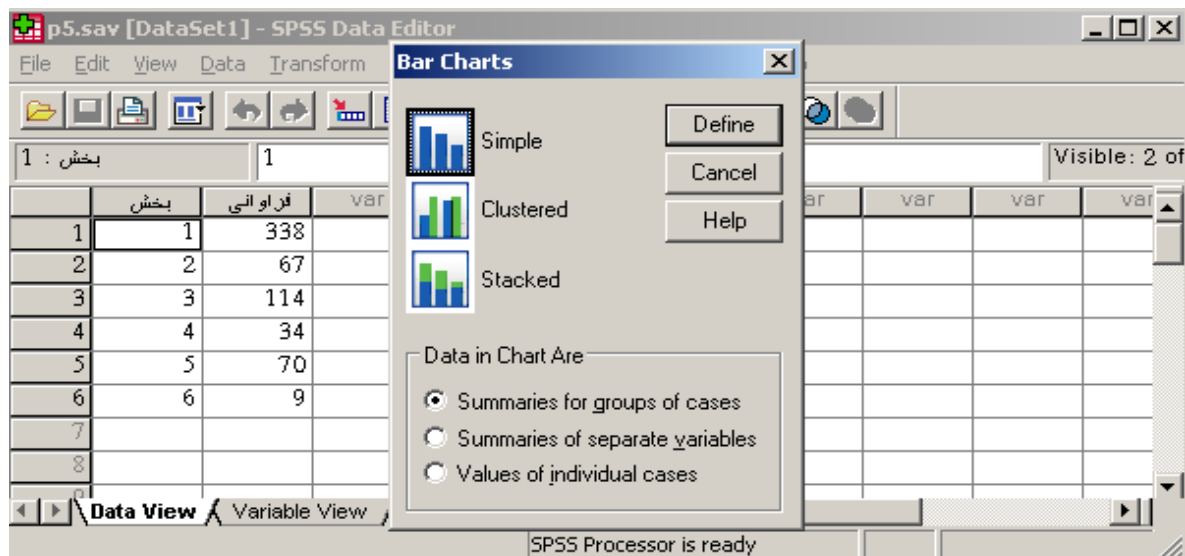 p5.sav [DataSet1] - SPSS Data Editor
File Edit View Data Transform
1 : بخش 1 Visible: 2 of
بخش فراوانی var ar var var var
1 1 338
2 2 67
3 3 114
4 4 34
5 5 70
6 6 9
7
8
Data View Variable View
SPSS Processor is ready
Bar Charts
Simple
Clustered
Stacked
Define
Cancel
Help
Data in Chart Are
Summaries for groups of cases
Summaries of separate variables
Values of individual cases